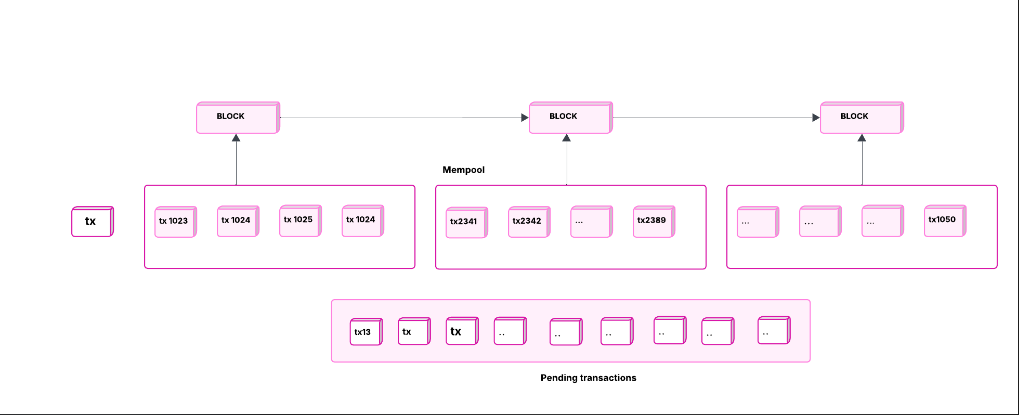 BLOCK
BLOCK
BLOCK
Mempool
tx
tx 1023
tx 1024
tx 1025
tx 1024
tx2341
tx2342
...
tx2389
...
...
...
tx1050
tx13
tx
tx
..
..
..
..
..
..
Pending transactions